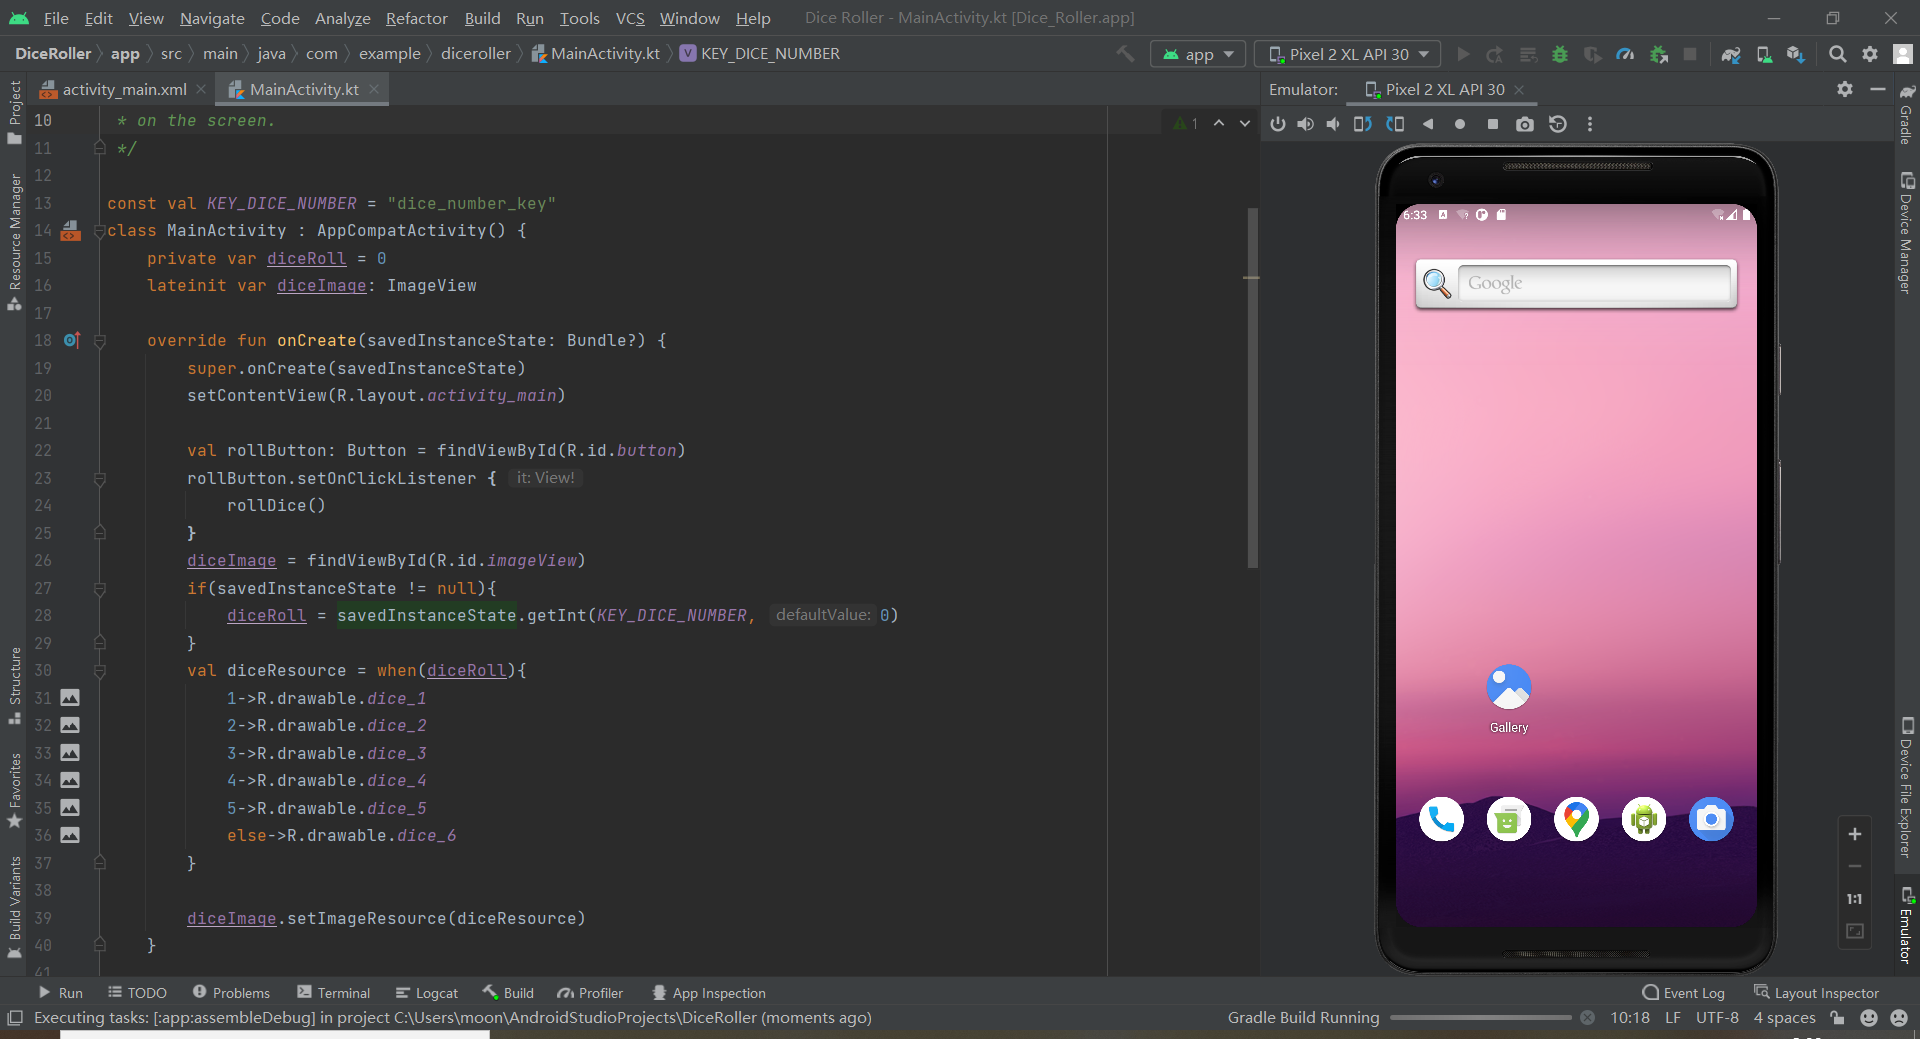 File Edit View Navigate Code Analyze Refactor Build Run Tools VCS Window Help Dice Roller - MainActivity.kt [Dice_Roller.app]
DiceRoller app src main java com example diceroller MainActivity.kt V KEY_DICE_NUMBER app Pixel 2 XL API 30
activity_main.xml MainActivity.kt Emulator: Pixel 2 XL API 30
10 * on the screen. 1
11 */
12
13 const val KEY_DICE_NUMBER = "dice_number_key"
14 class MainActivity : AppCompatActivity() {
15 private var diceRoll = 0
16 lateinit var diceImage: ImageView
17
18 override fun onCreate(savedInstanceState: Bundle?) {
19 super.onCreate(savedInstanceState)
20 setContentView(R.layout.activity_main)
21
22 val rollButton: Button = findViewById(R.id.button)
23 rollButton.setOnClickListener { it: View!
24 rollDice()
25 }
26 diceImage = findViewById(R.id.imageView)
27 if(savedInstanceState != null){
28 diceRoll = savedInstanceState.getInt(KEY_DICE_NUMBER, defaultValue: 0)
29 }
30 val diceResource = when(diceRoll){
31 1->R.drawable.dice_1
32 2->R.drawable.dice_2
33 3->R.drawable.dice_3
34 4->R.drawable.dice_4
35 5->R.drawable.dice_5
36 else->R.drawable.dice_6
37 }
38
39 diceImage.setImageResource(diceResource)
40 }
41
Project
Resource Manager
Structure
Favorites
Build Variants
6:33
Google
Gallery
1:1
Gradle
Device Manager
Device File Explorer
Emulator
Run TODO Problems Terminal Logcat Build Profiler App Inspection Event Log Layout Inspector
Executing tasks: [:app:assembleDebug] in project C:\Users\moon\AndroidStudioProjects\DiceRoller (moments ago) Gradle Build Running 10:18 LF UTF-8 4 spaces